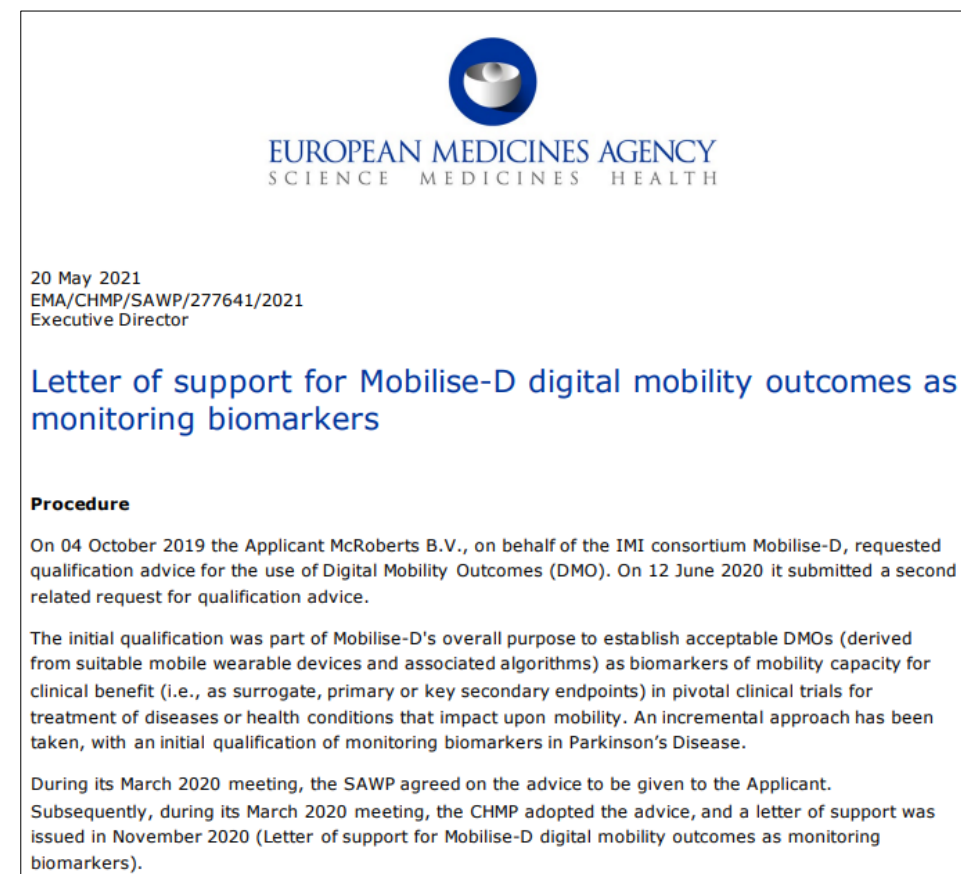 EUROPEAN MEDICINES AGENCY
SCIENCE MEDICINES HEALTH
20 May 2021
EMA/CHMP/SAWP/277641/2021
Executive Director
Letter of support for Mobilise-D digital mobility outcomes as
monitoring biomarkers
Procedure
On 04 October 2019 the Applicant McRoberts B.V., on behalf of the IMI consortium Mobilise-D, requested
qualification advice for the use of Digital Mobility Outcomes (DMO). On 12 June 2020 it submitted a second
related request for qualification advice.
The initial qualification was part of Mobilise-D's overall purpose to establish acceptable DMOs (derived
from suitable mobile wearable devices and associated algorithms) as biomarkers of mobility capacity for
clinical benefit (i.e., as surrogate, primary or key secondary endpoints) in pivotal clinical trials for
treatment of diseases or health conditions that impact upon mobility. An incremental approach has been
taken, with an initial qualification of monitoring biomarkers in Parkinson’s Disease.
During its March 2020 meeting, the SAWP agreed on the advice to be given to the Applicant.
Subsequently, during its March 2020 meeting, the CHMP adopted the advice, and a letter of support was
issued in November 2020 (Letter of support for Mobilise-D digital mobility outcomes as monitoring
biomarkers).